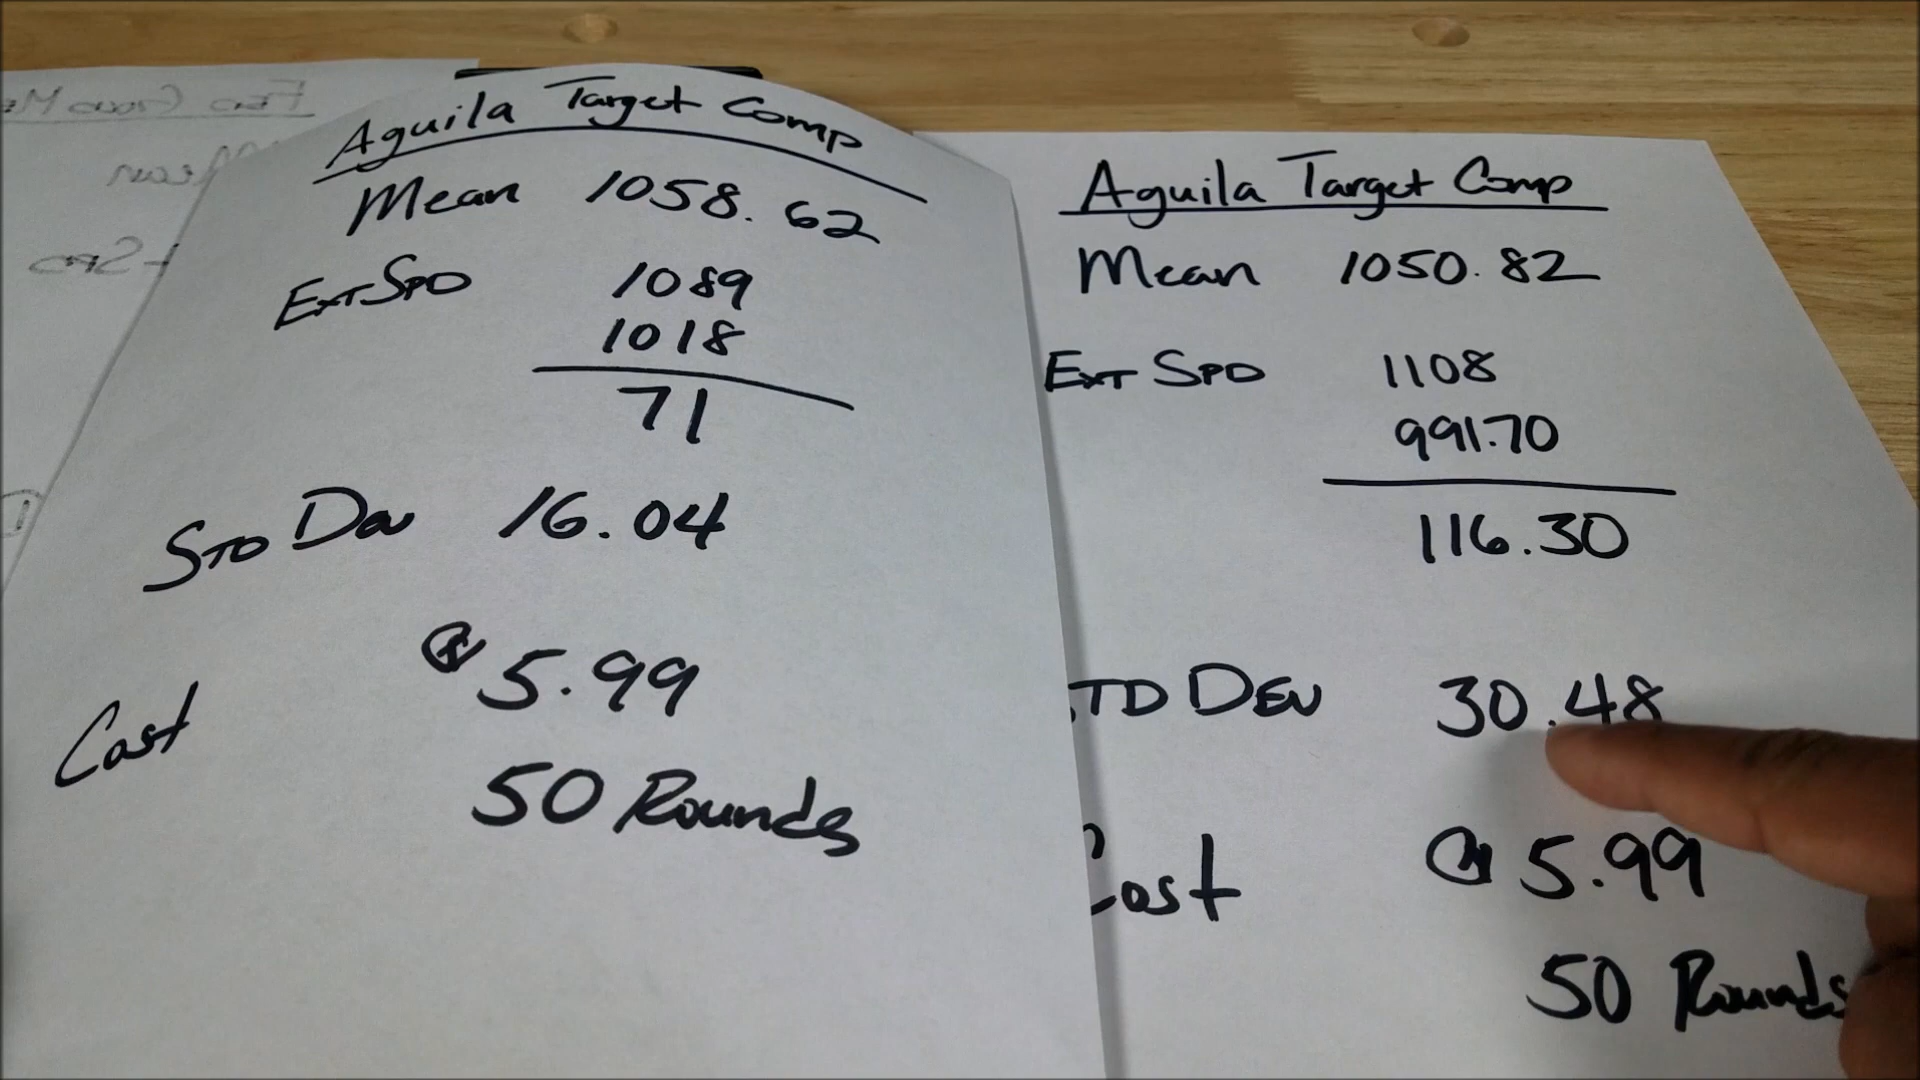 Aguila Target Comp
Mean 1058.62
EXT SPD 1089
1018
71
STD Dev 16.04
Cost @ 5.99
50 Rounds
Aguila Target Comp
Mean 1050.82
EXT SPD 1108
991.70
116.30
TD DEV 30.48
Cost @ 5.99
50 Rounds